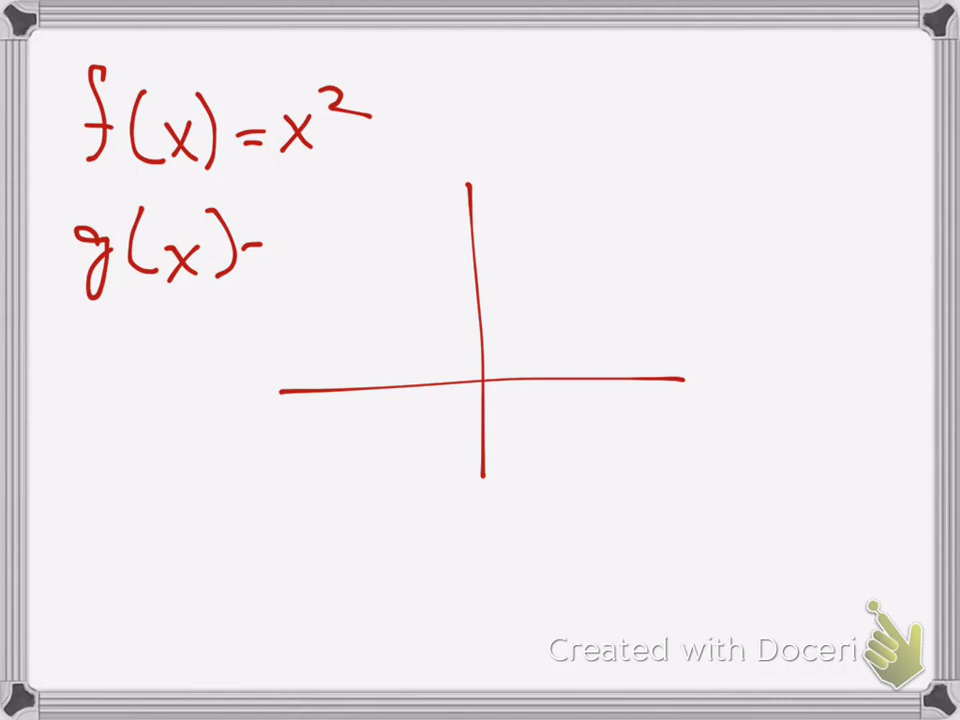 f(x) = x²
g(x) -
Created with Doceri